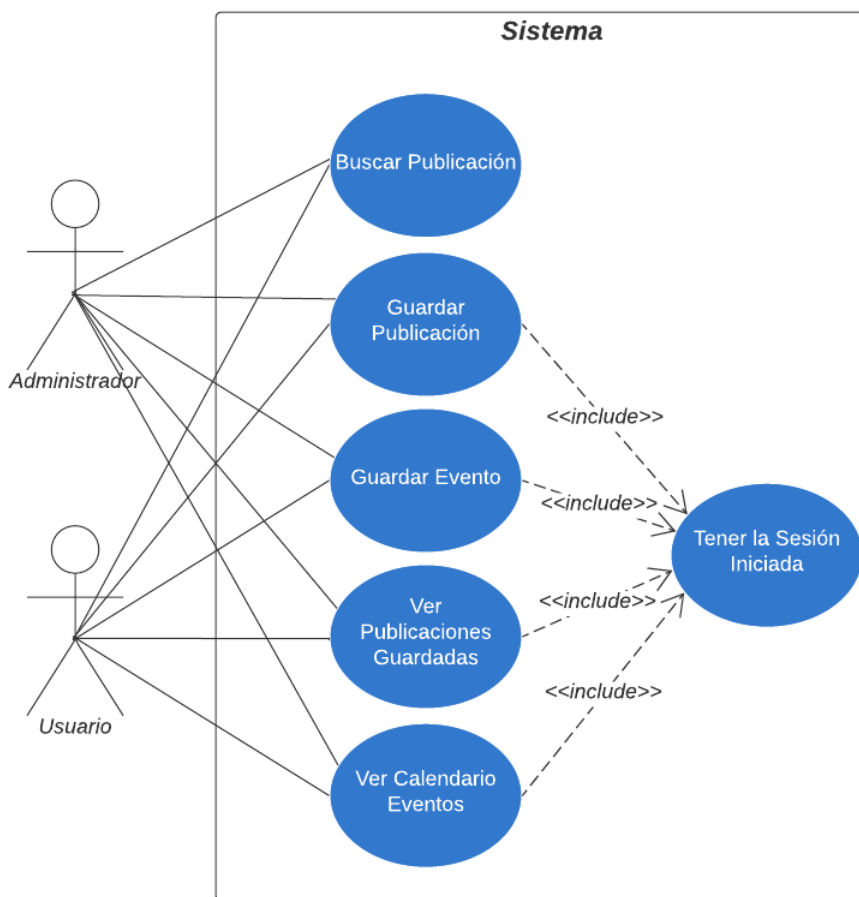 Sistema
Buscar Publicación
Guardar
Publicación
Administrador
<<include>>
Guardar Evento
<<include>>
Tener la Sesión
Iniciada
Ver
Publicaciones
Guardadas
<<include>>
Usuario
<<include>>
Ver Calendario
Eventos